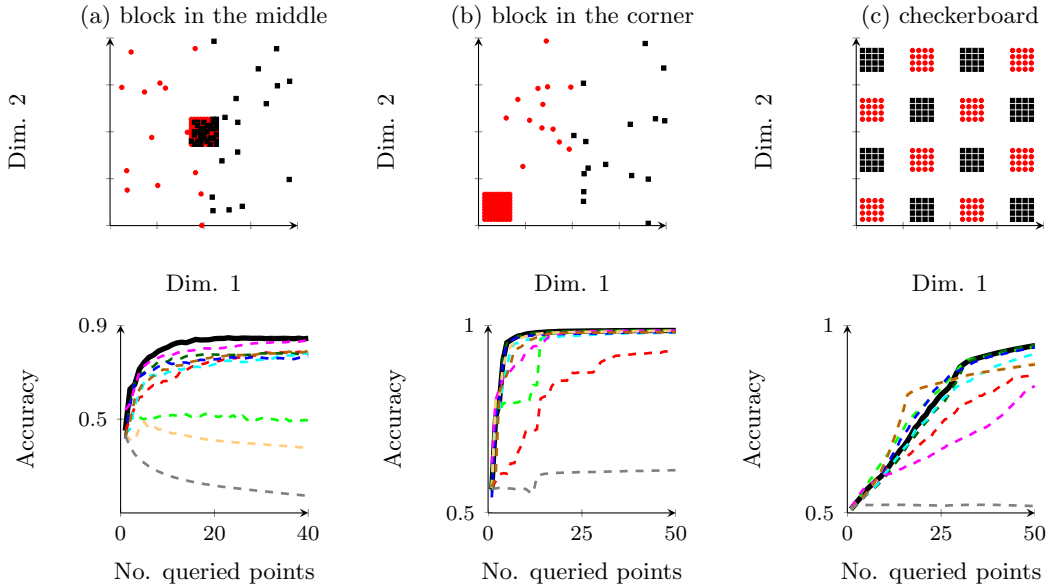 (a) block in the middle
(b) block in the corner
(c) checkerboard
Dim. 2
Dim. 2
Dim. 2
Dim. 1
Dim. 1
Dim. 1
0.9
0.5
Accuracy
0
20
40
No. queried points
1
0.5
Accuracy
0
25
50
No. queried points
1
0.5
Accuracy
0
25
50
No. queried points